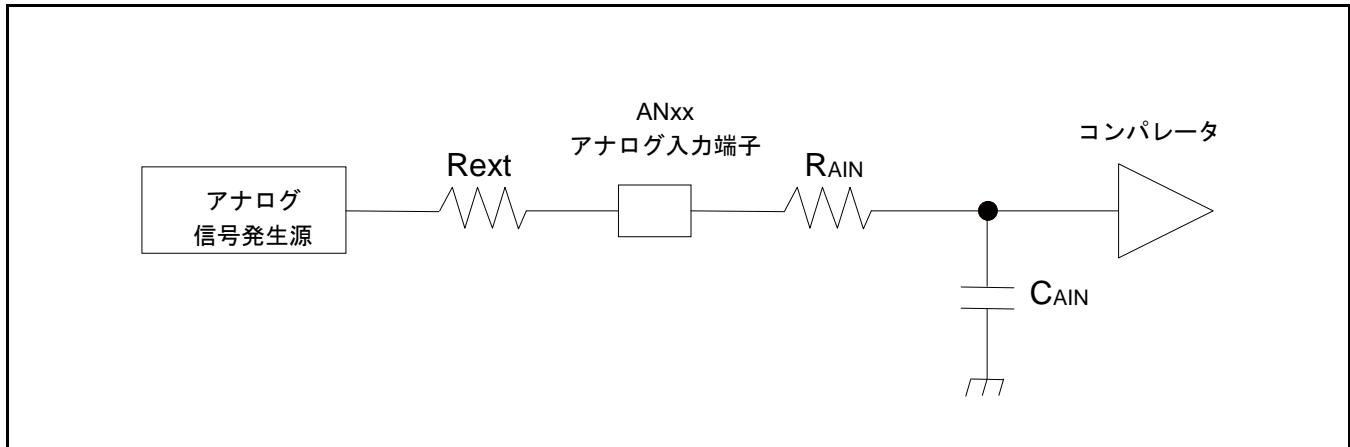 ANxx
アナログ入力端子
コンパレータ
アナログ
信号発生源
Rext
RAIN
CAIN